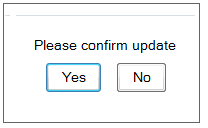 Please confirm update
Yes No